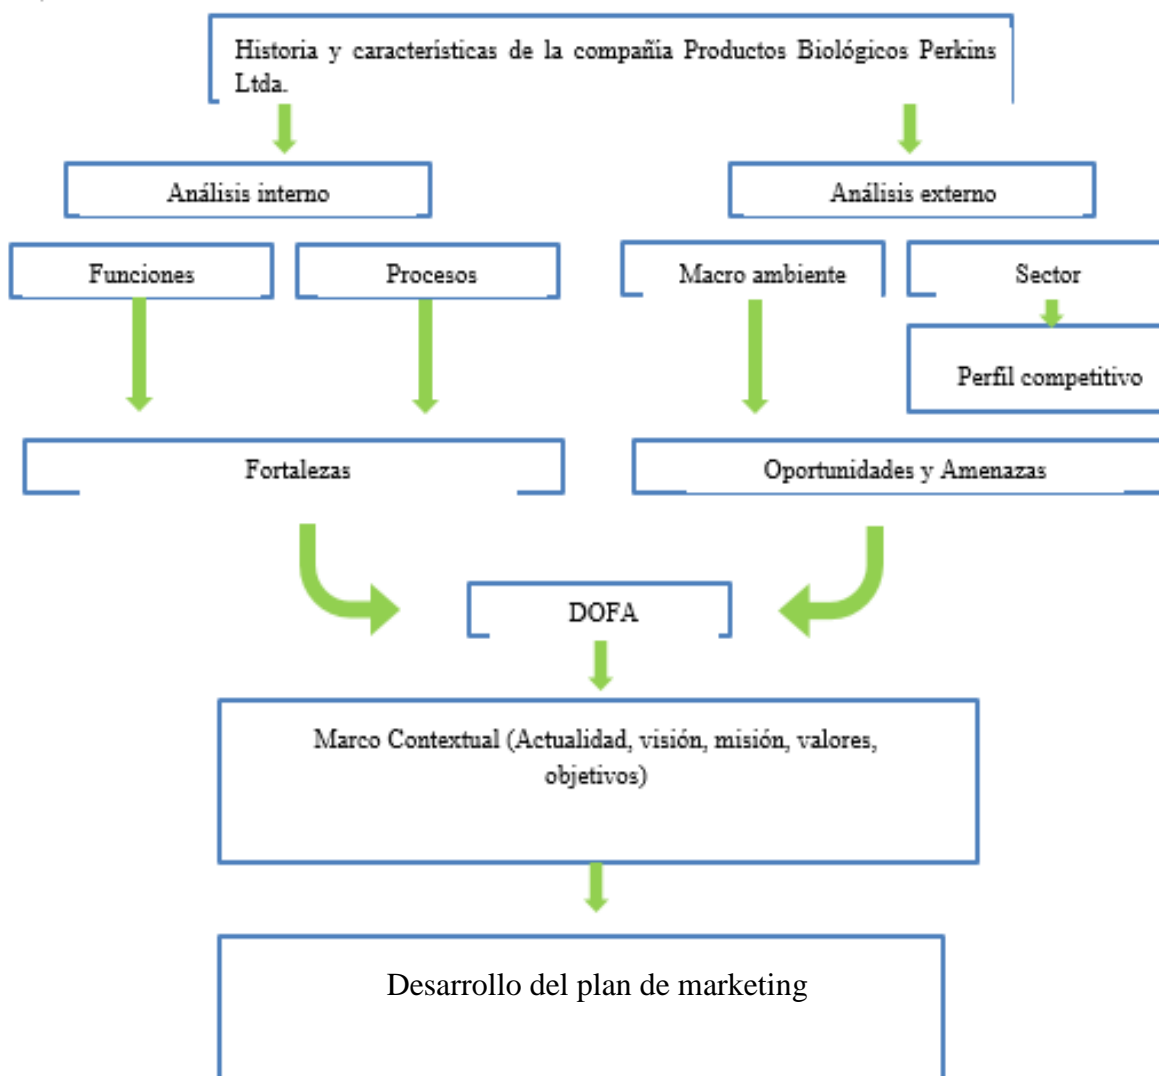 Historia y características de la compañía Productos Biológicos Perkins
Ltda.
Análisis interno
Análisis externo
Funciones
Procesos
Macro ambiente
Sector
Perfil competitivo
Fortalezas
Oportunidades y Amenazas
DOFA
Marco Contextual (Actualidad, visión, misión, valores,
objetivos)
Desarrollo del plan de marketing